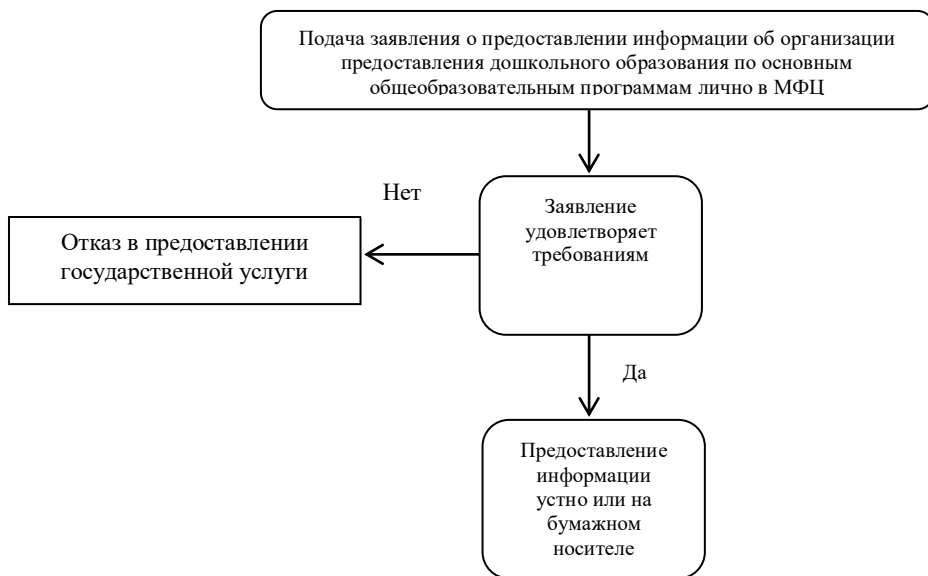 Подача заявления о предоставлении информации об организации
предоставления дошкольного образования по основным
общеобразовательным программам лично в МФЦ
Нет
Заявление
удовлетворяет
требованиям
Отказ в предоставлении
государственной услуги
Да
Предоставление
информации
устно или на
бумажном
носителе